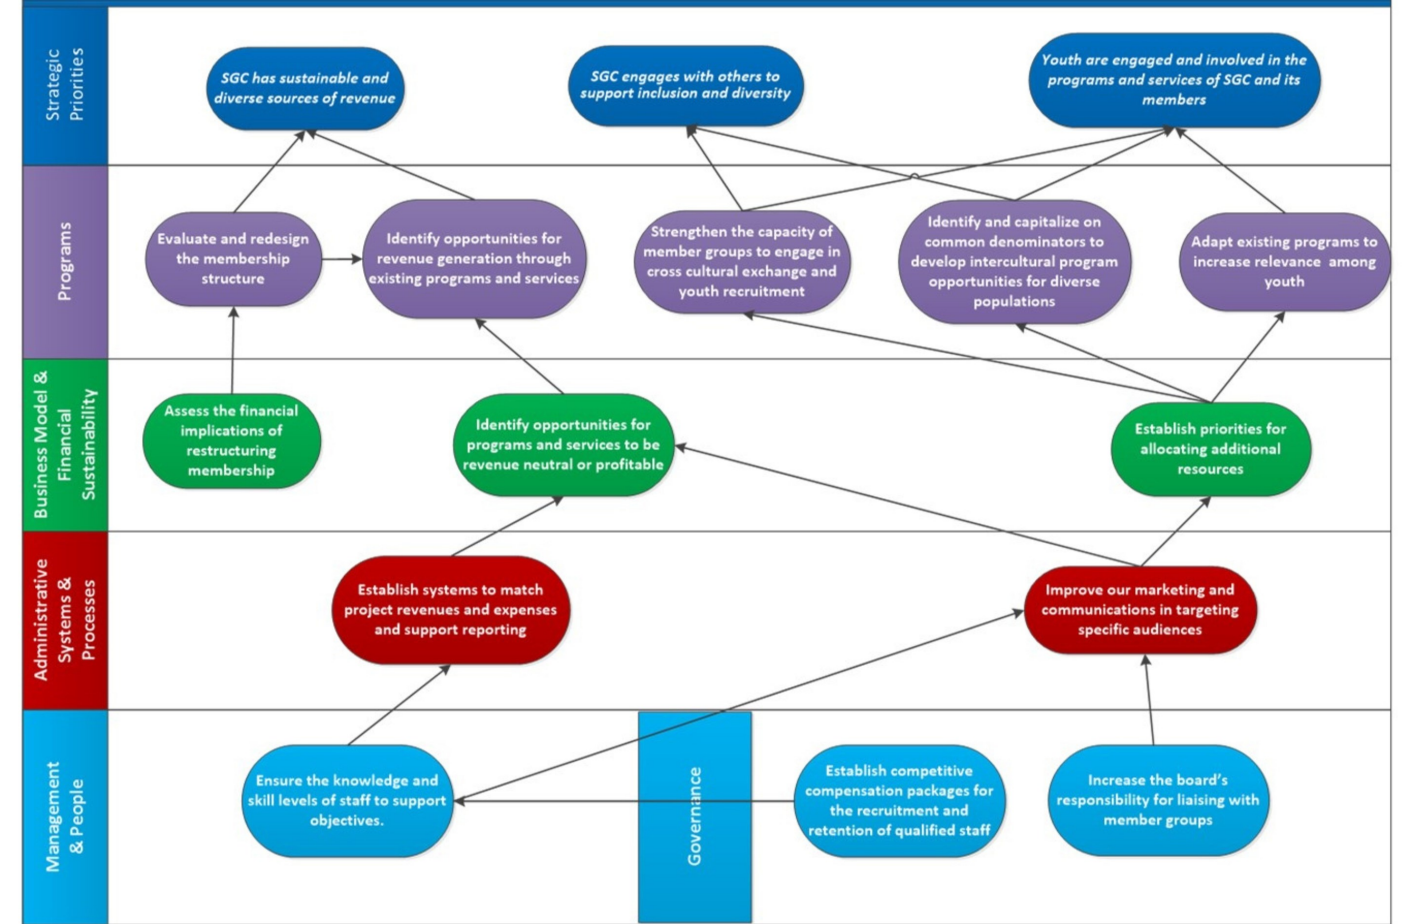 Strategic
Priorities
SGC has sustainable and
diverse sources of revenue
SGC engages with others to
support inclusion and diversity
Youth are engaged and involved in the
programs and services of SGC and its
members
Programs
Evaluate and redesign
the membership
structure
Identify opportunities for
revenue generation through
existing programs and services
Strengthen the capacity of
member groups to engage in
cross cultural exchange and
youth recruitment
Identify and capitalize on
common denominators to
develop intercultural program
opportunities for diverse
populations
Adapt existing programs to
increase relevance among
youth
Business Model &
Financial
Sustainability
Assess the financial
implications of
restructuring
membership
Identify opportunities for
programs and services to be
revenue neutral or profitable
Establish priorities for
allocating additional
resources
Administrative
Systems &
Processes
Establish systems to match
project revenues and expenses
and support reporting
Improve our marketing and
communications in targeting
specific audiences
Management
& People
Ensure the knowledge and
skill levels of staff to support
objectives.
Governance
Establish competitive
compensation packages for
the recruitment and
retention of qualified staff
Increase the board's
responsibility for liaising with
member groups